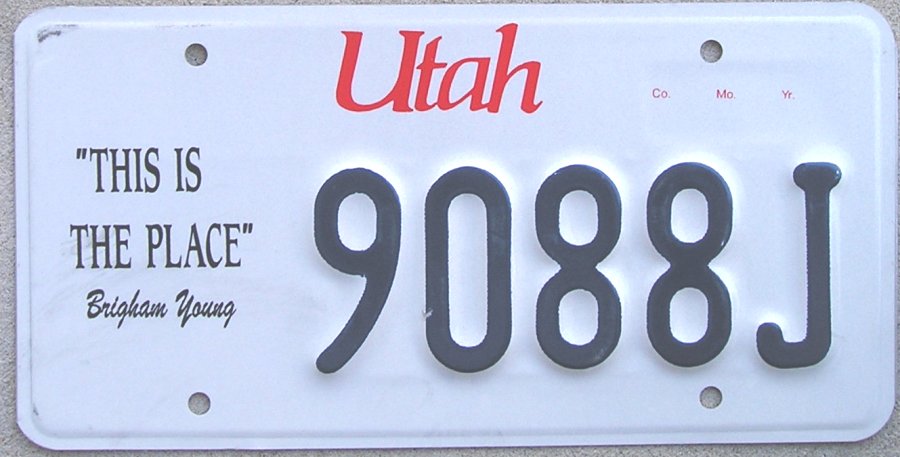 Utah
Co. Mo. Yr.
"THIS IS
THE PLACE"
Brigham Young
9088J